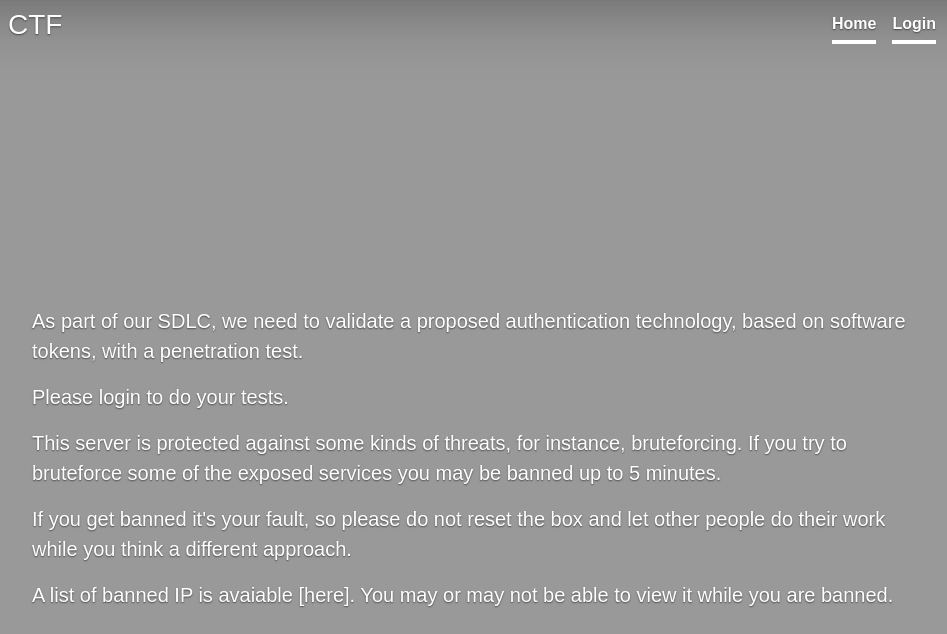 CTF
Home
Login
As part of our SDLC, we need to validate a proposed authentication technology, based on software
tokens, with a penetration test.
Please login to do your tests.
This server is protected against some kinds of threats, for instance, bruteforcing. If you try to
bruteforce some of the exposed services you may be banned up to 5 minutes.
If you get banned it's your fault, so please do not reset the box and let other people do their work
while you think a different approach.
A list of banned IP is avaiable [here]. You may or may not be able to view it while you are banned.